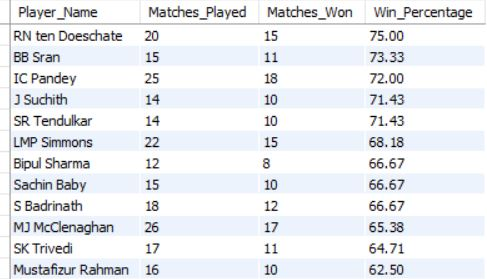 Player_Name Matches_Played Matches_Won Win_Percentage
RN ten Doeschate 20 15 75.00
BB Sran 15 11 73.33
IC Pandey 25 18 72.00
J Suchith 14 10 71.43
SR Tendulkar 14 10 71.43
LMP Simmons 22 15 68.18
Bipul Sharma 12 8 66.67
Sachin Baby 15 10 66.67
S Badrinath 18 12 66.67
MJ McClenaghan 26 17 65.38
SK Trivedi 17 11 64.71
Mustafizur Rahman 16 10 62.50